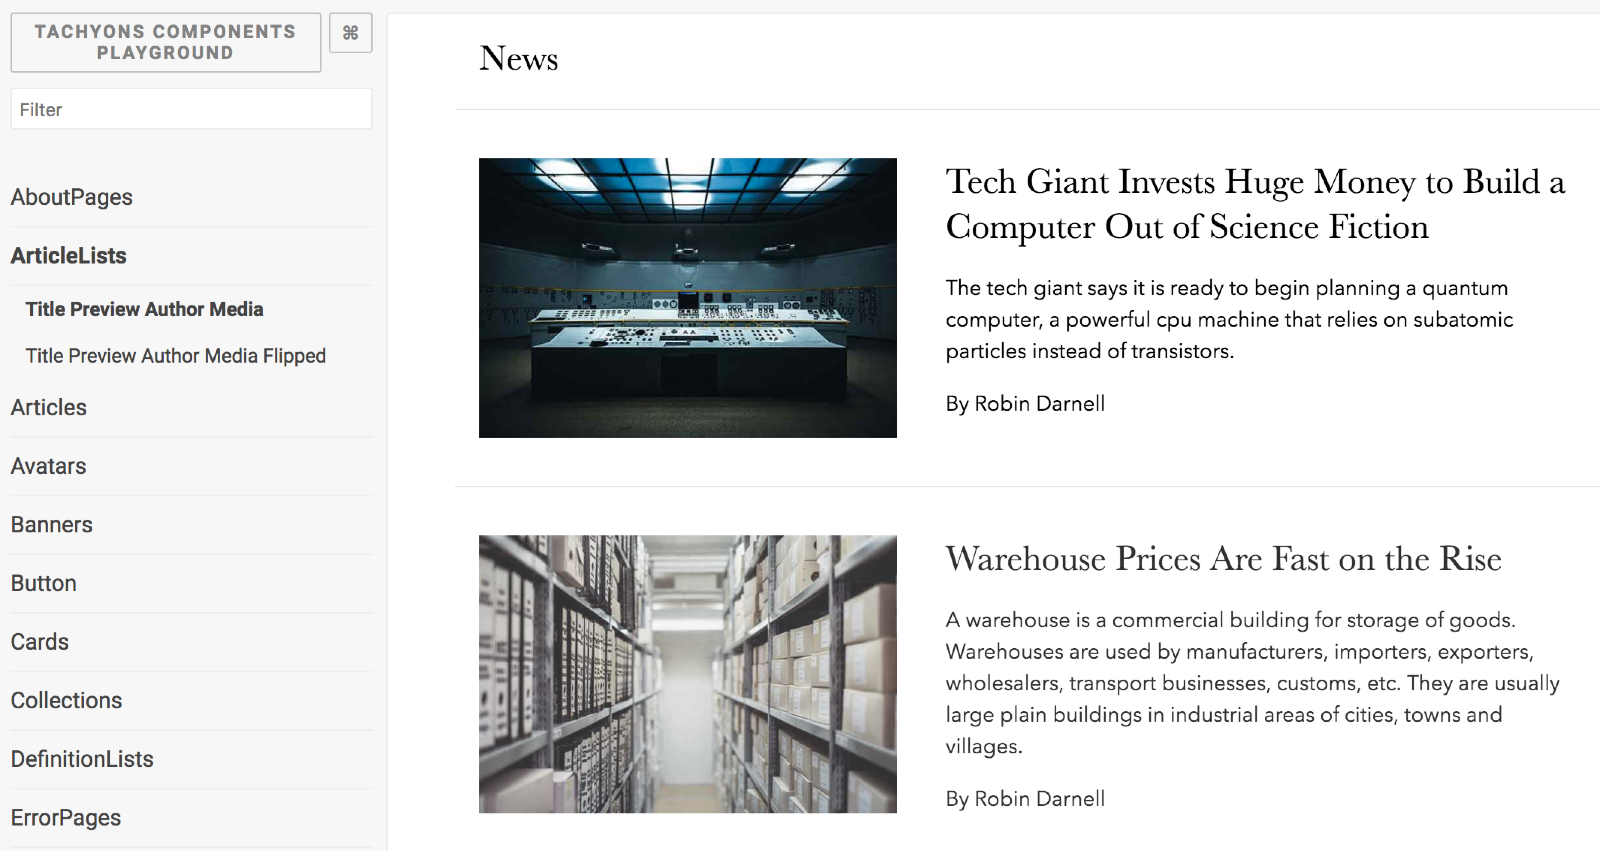 TACHYONS COMPONENTS
PLAYGROUND
⌘
Filter
AboutPages
ArticleLists
Title Preview Author Media
Title Preview Author Media Flipped
Articles
Avatars
Banners
Button
Cards
Collections
DefinitionLists
ErrorPages
News
Tech Giant Invests Huge Money to Build a
Computer Out of Science Fiction
The tech giant says it is ready to begin planning a quantum
computer, a powerful cpu machine that relies on subatomic
particles instead of transistors.
By Robin Darnell
Warehouse Prices Are Fast on the Rise
A warehouse is a commercial building for storage of goods.
Warehouses are used by manufacturers, importers, exporters,
wholesalers, transport businesses, customs, etc. They are usually
large plain buildings in industrial areas of cities, towns and
villages.
By Robin Darnell